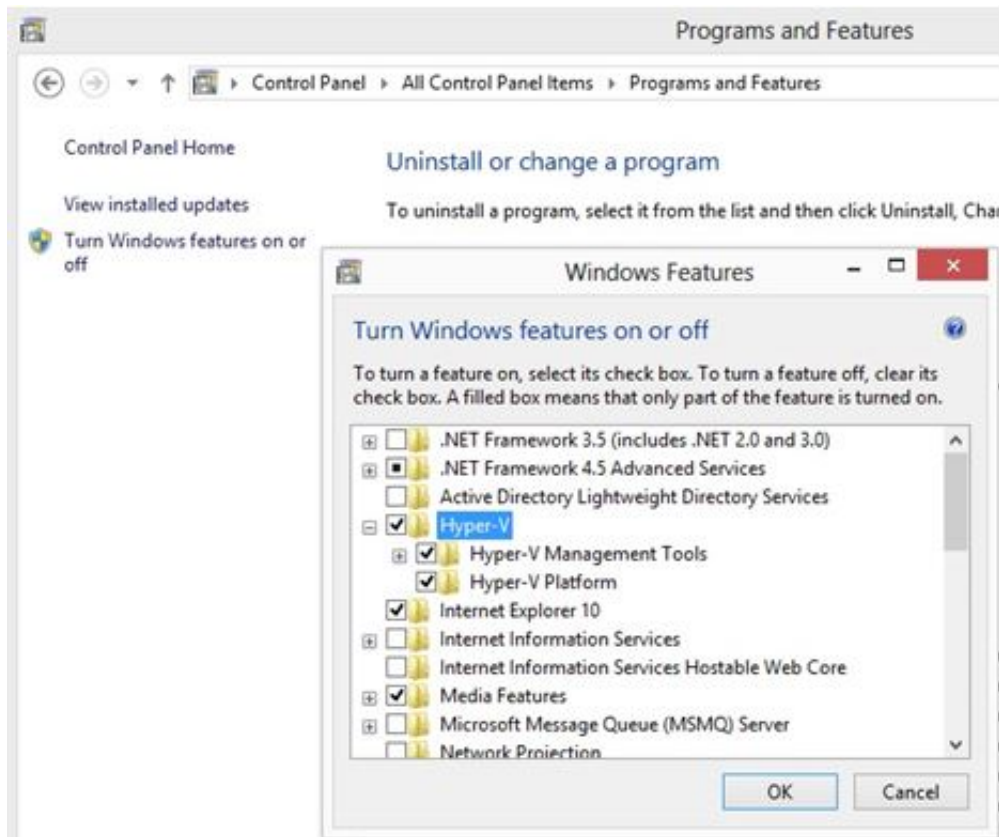 Programs and Features
Control Panel
All Control Panel Items
Programs and Features
Control Panel Home
View installed updates
Turn Windows features on or
off
Uninstall or change a program
To uninstall a program, select it from the list and then click Uninstall, Cha
Windows Features
Turn Windows features on or off
To turn a feature on, select its check box. To turn a feature off, clear its
check box. A filled box means that only part of the feature is turned on.
.NET Framework 3.5 (includes .NET 2.0 and 3.0)
.NET Framework 4.5 Advanced Services
Active Directory Lightweight Directory Services
Hyper-V
Hyper-V Management Tools
Hyper-V Platform
Internet Explorer 10
Internet Information Services
Internet Information Services Hostable Web Core
Media Features
Microsoft Message Queue (MSMQ) Server
Network Projection
OK
Cancel